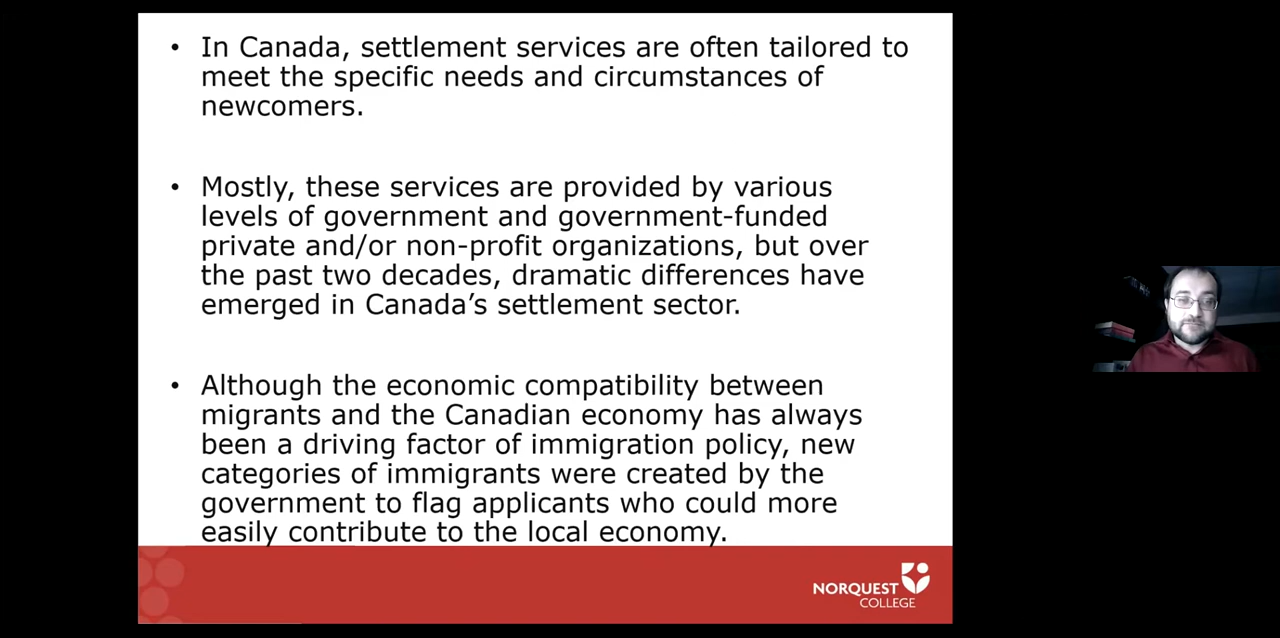 • In Canada, settlement services are often tailored to
meet the specific needs and circumstances of
newcomers.
• Mostly, these services are provided by various
levels of government and government-funded
private and/or non-profit organizations, but over
the past two decades, dramatic differences have
emerged in Canada’s settlement sector.
• Although the economic compatibility between
migrants and the Canadian economy has always
been a driving factor of immigration policy, new
categories of immigrants were created by the
government to flag applicants who could more
easily contribute to the local economy.
NORQUEST
COLLEGE